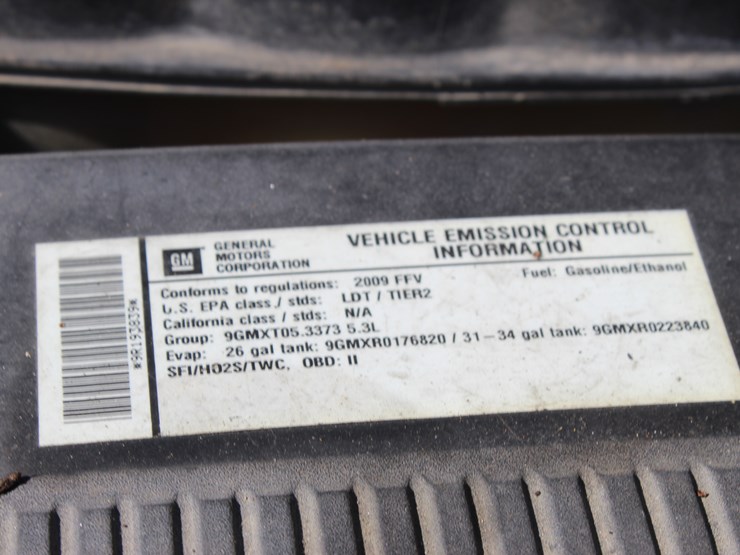 GM
GENERAL
MOTORS
CORPORATION
VEHICLE EMISSION CONTROL
INFORMATION
Conforms to regulations: 2009 FFV
Fuel: Gasoline/Ethanol
U.S. EPA class / stds: LDT / TIER2
California class / stds: N/A
Group: 9GMXT05.3373 5.3L
Evap: 26 gal tank: 9GMXR0176820 / 31-34 gal tank: 9GMXR0223840
SFI/HO2S/TWC, OBD: II
*9R195839*